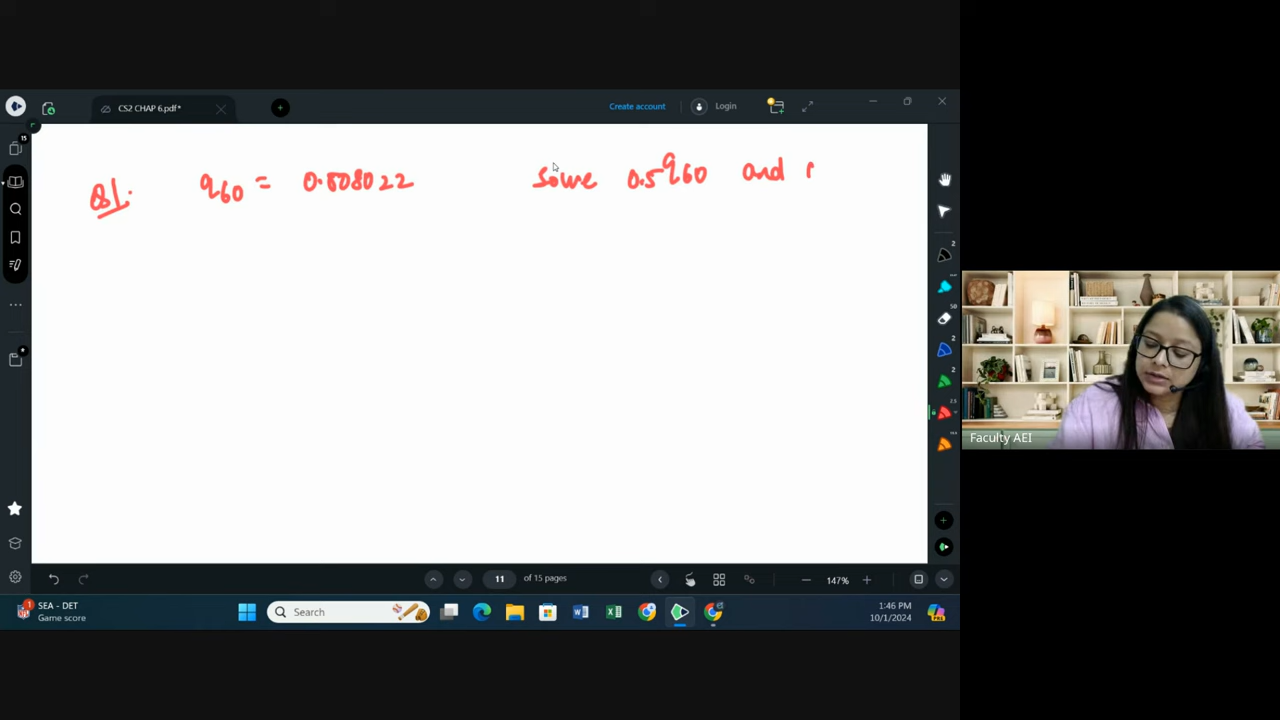 CS2 CHAP 6.pdf*
Create account
Login
Q1. q60 = 0.808022 Solve 0.5q60 and
Faculty AEI
11 of 15 pages
147%
SEA - DET
Game score
Search
1:46 PM
10/1/2024